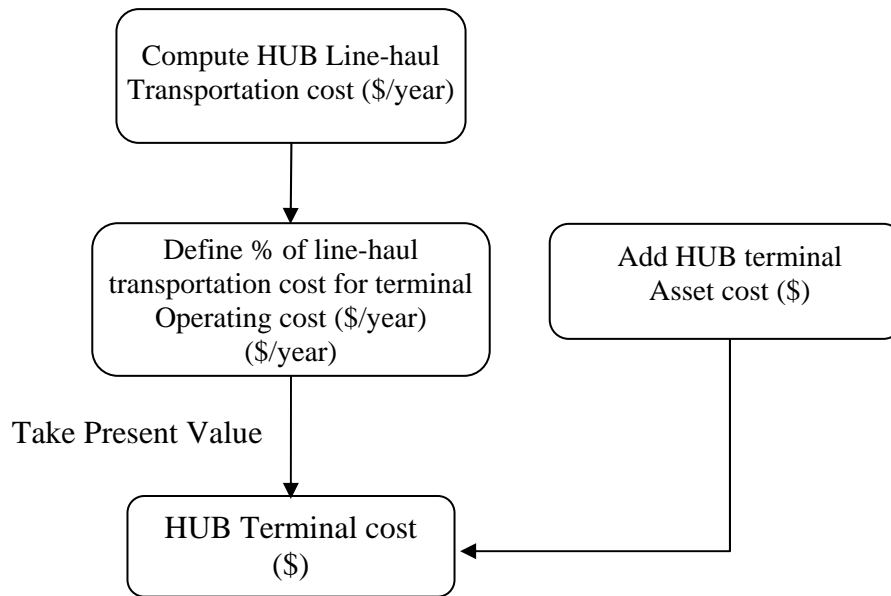 Compute HUB Line-haul
Transportation cost ($/year)
Define % of line-haul
transportation cost for terminal
Operating cost ($/year)
($/year)
Add HUB terminal
Asset cost ($)
Take Present Value
HUB Terminal cost
($)